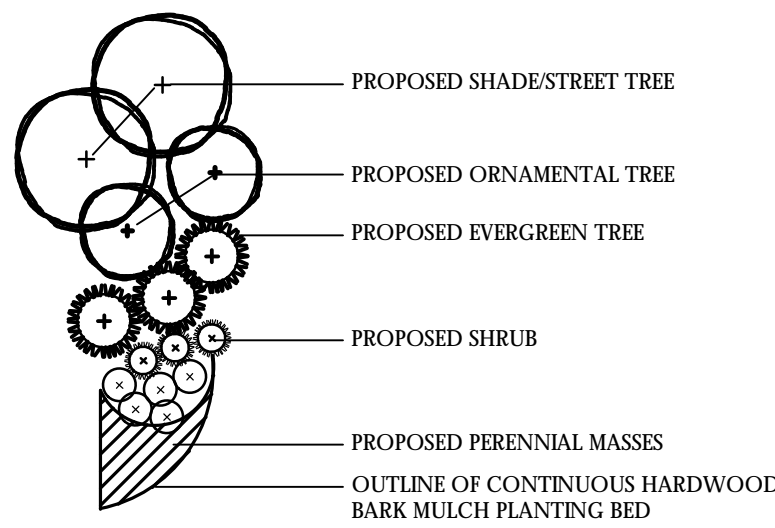 PROPOSED SHADE/STREET TREE
PROPOSED ORNAMENTAL TREE
PROPOSED EVERGREEN TREE
PROPOSED SHRUB
PROPOSED PERENNIAL MASSES
OUTLINE OF CONTINUOUS HARDWOOD
BARK MULCH PLANTING BED